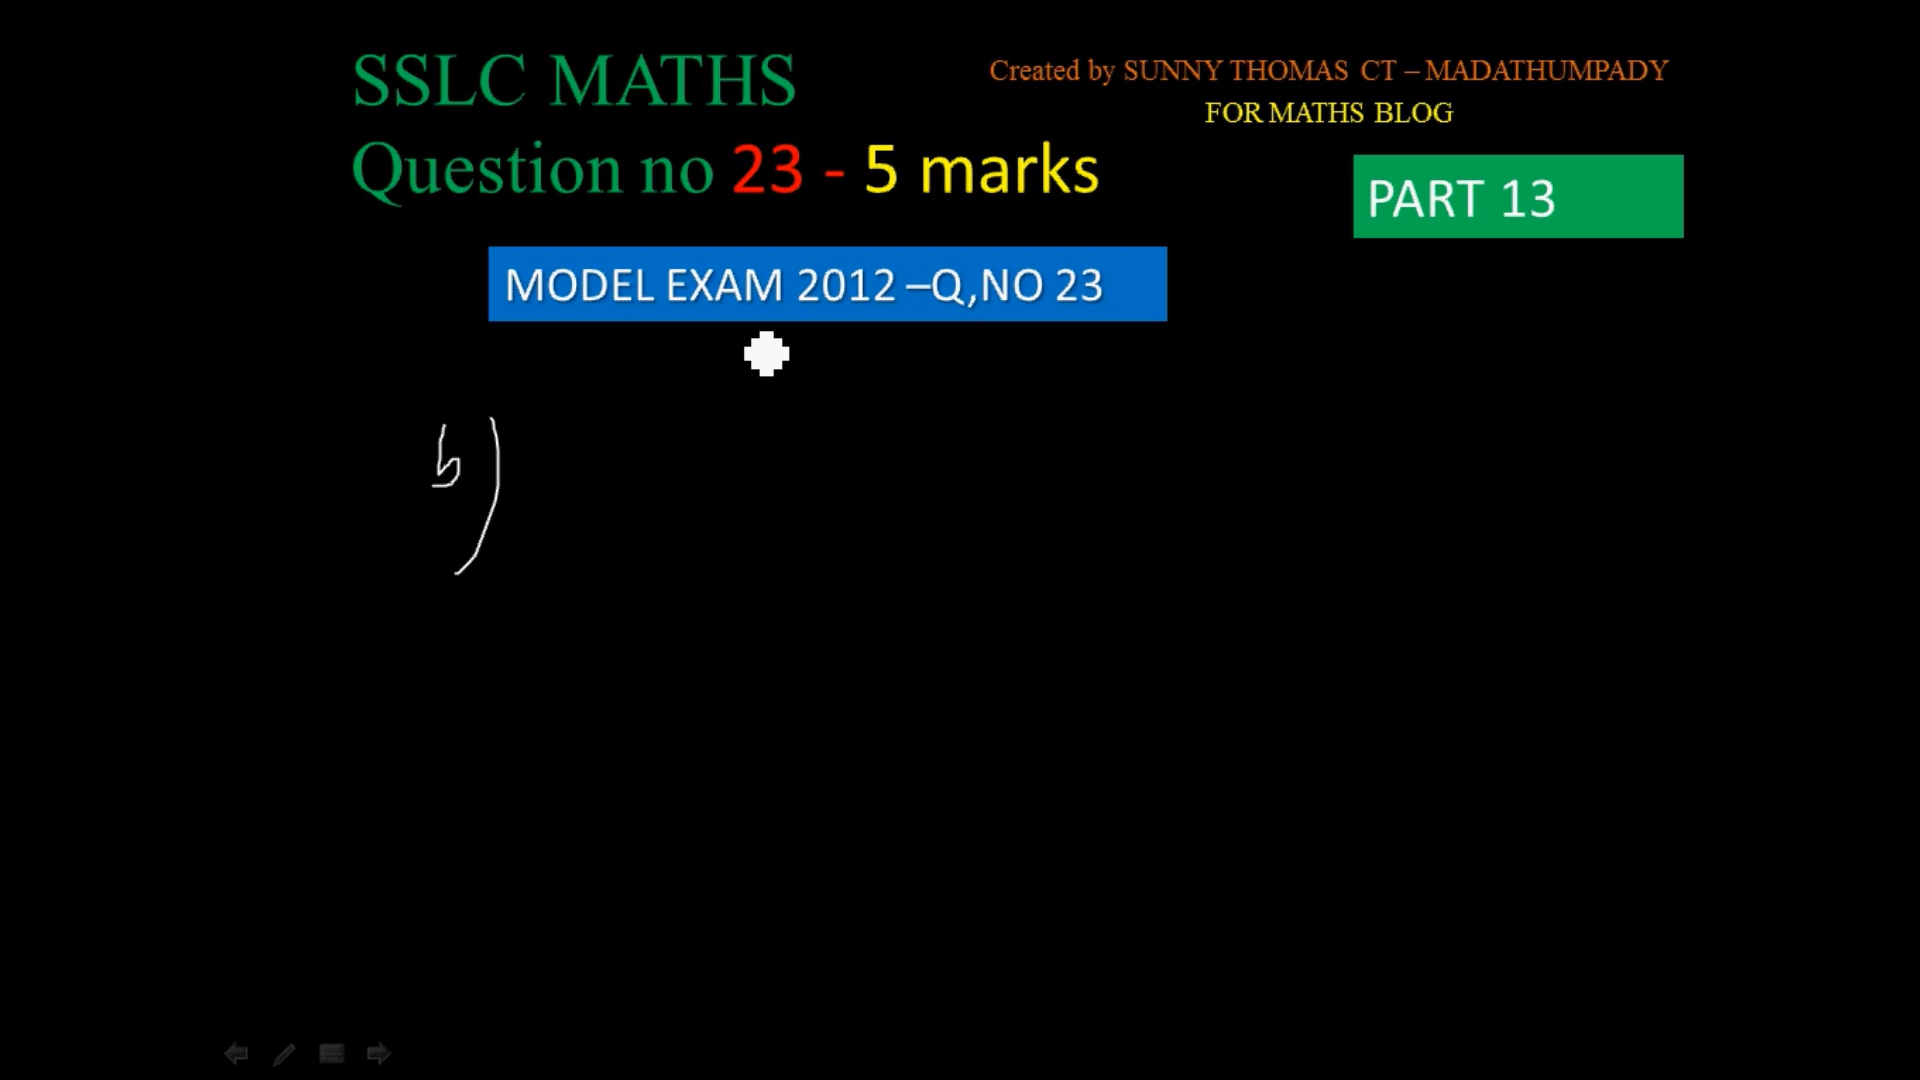 SSLC MATHS
Created by SUNNY THOMAS CT – MADATHUMPADY
FOR MATHS BLOG
Question no 23 - 5 marks
PART 13
MODEL EXAM 2012 –Q,NO 23
b)